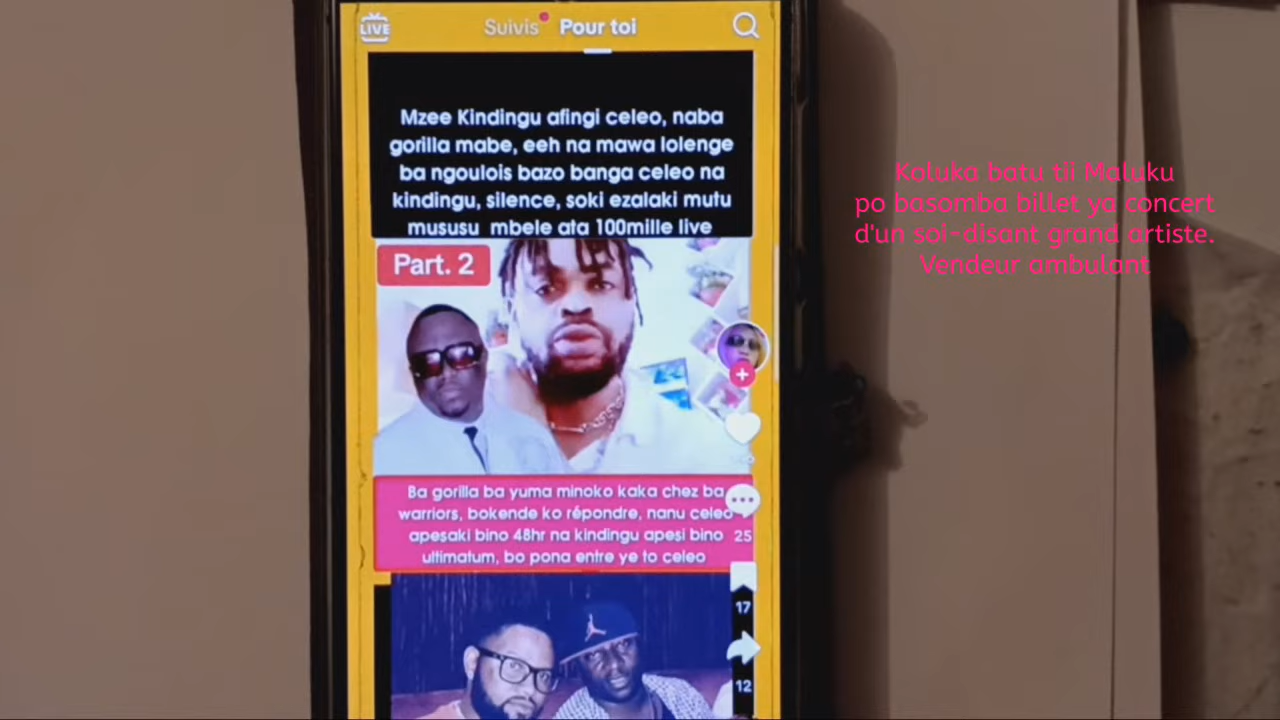 LIVE
Suivis
Pour toi
Mzee Kindingu afingi celeo, naba
gorilla mabe, eeh na mawa lolenge
ba ngoulois bazo banga celeo na
kindingu, silence, soki ezalaki mutu
mususu mbele ata 100mille live
Part. 2
Ba gorilla ba yuma minoko kaka chez ba
warriors, bokende ko répondre, nanu celeo
apesaki bino 48hr na kindingu apesi bino
ultimatum, bo pona entre ye to celeo
25
17
12
Koluka batu tii Maluku
po basomba billet ya concert
d'un soi-disant grand artiste.
Vendeur ambulant